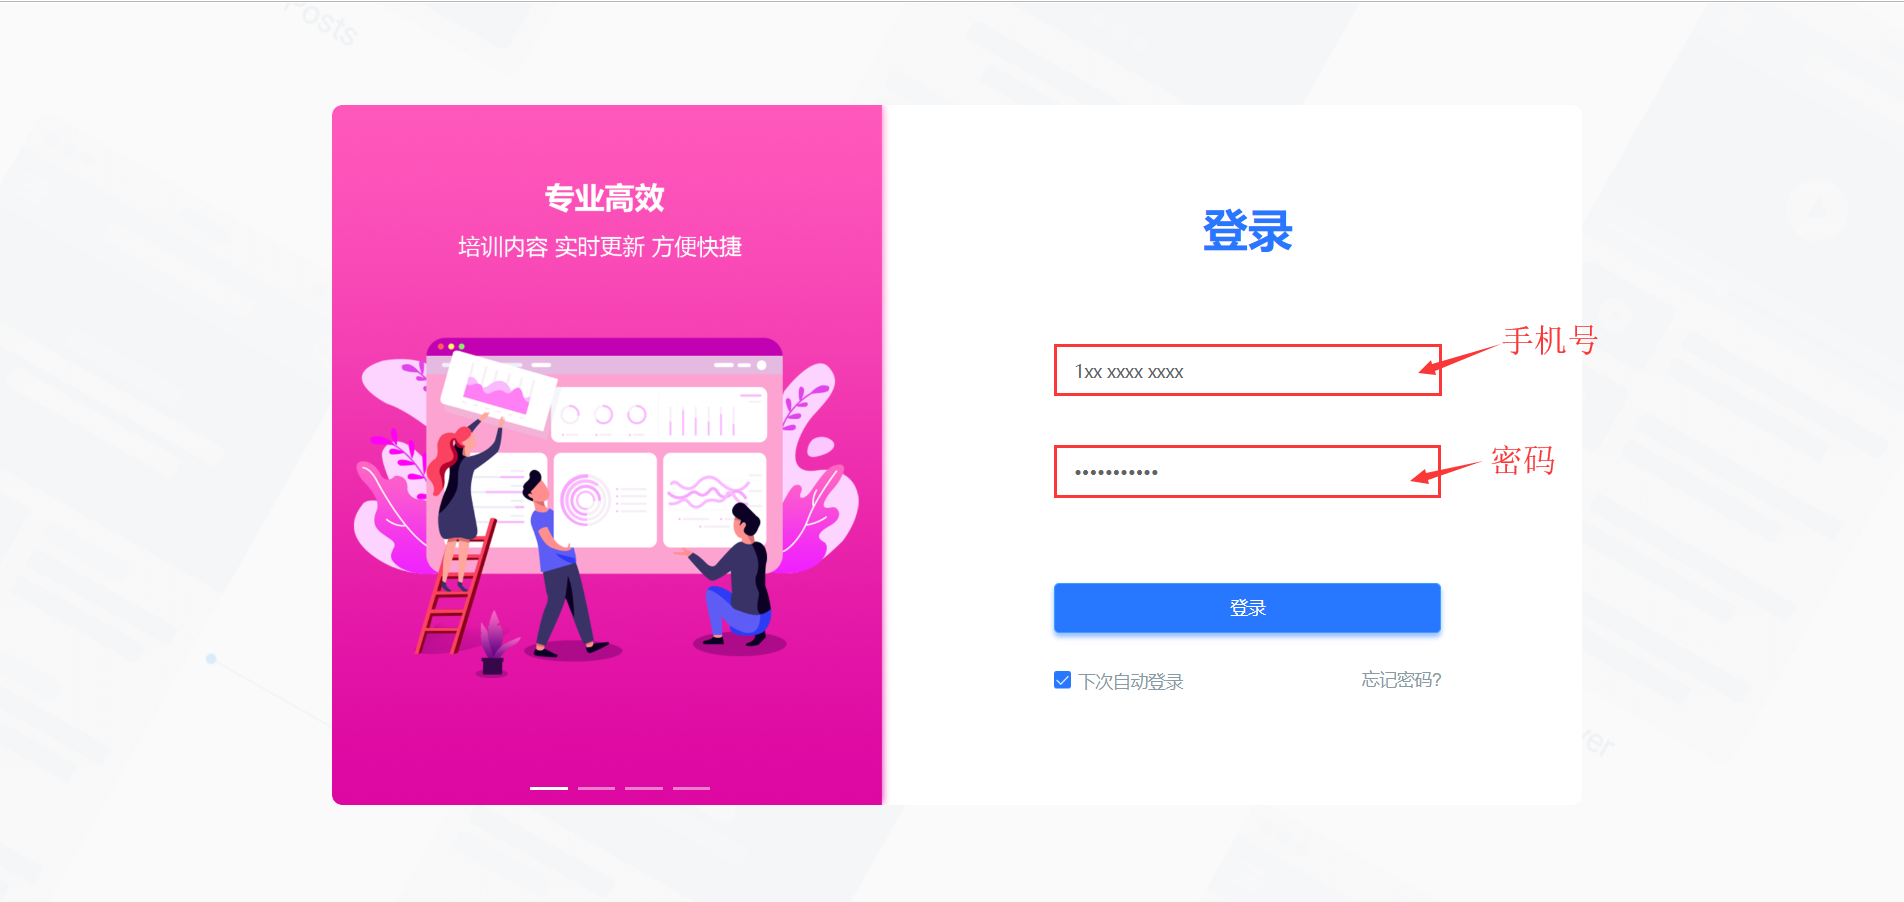 Posts
专业高效
培训内容 实时更新 方便快捷
登录
手机号
1xx xxxx xxxx
密码
•••••••••••
登录
下次自动登录
忘记密码?